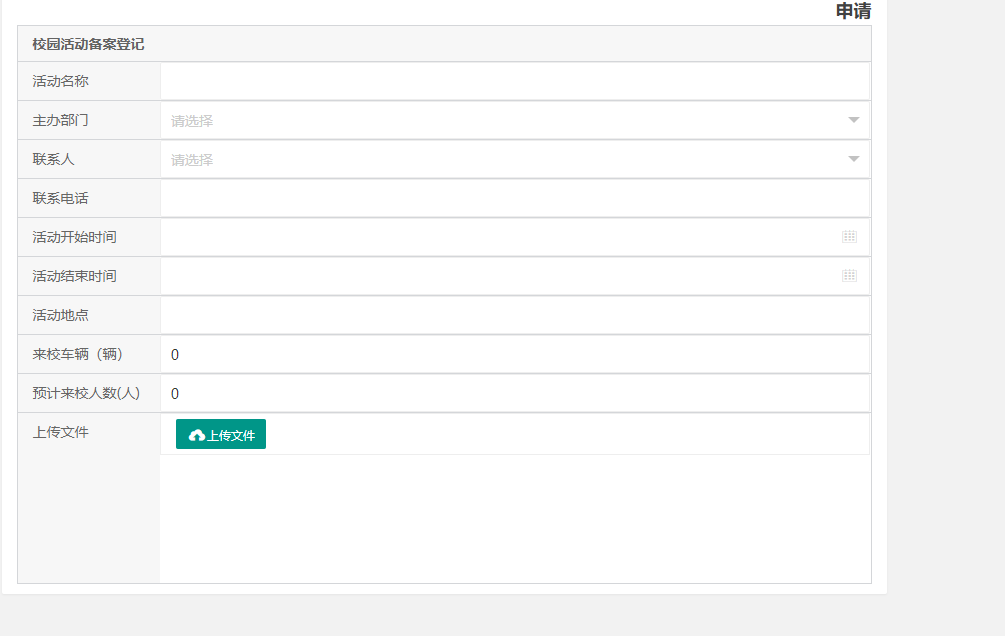 申请
校园活动备案登记
活动名称
主办部门 请选择
联系人 请选择
联系电话
活动开始时间
活动结束时间
活动地点
来校车辆（辆） 0
预计来校人数(人) 0
上传文件 上传文件